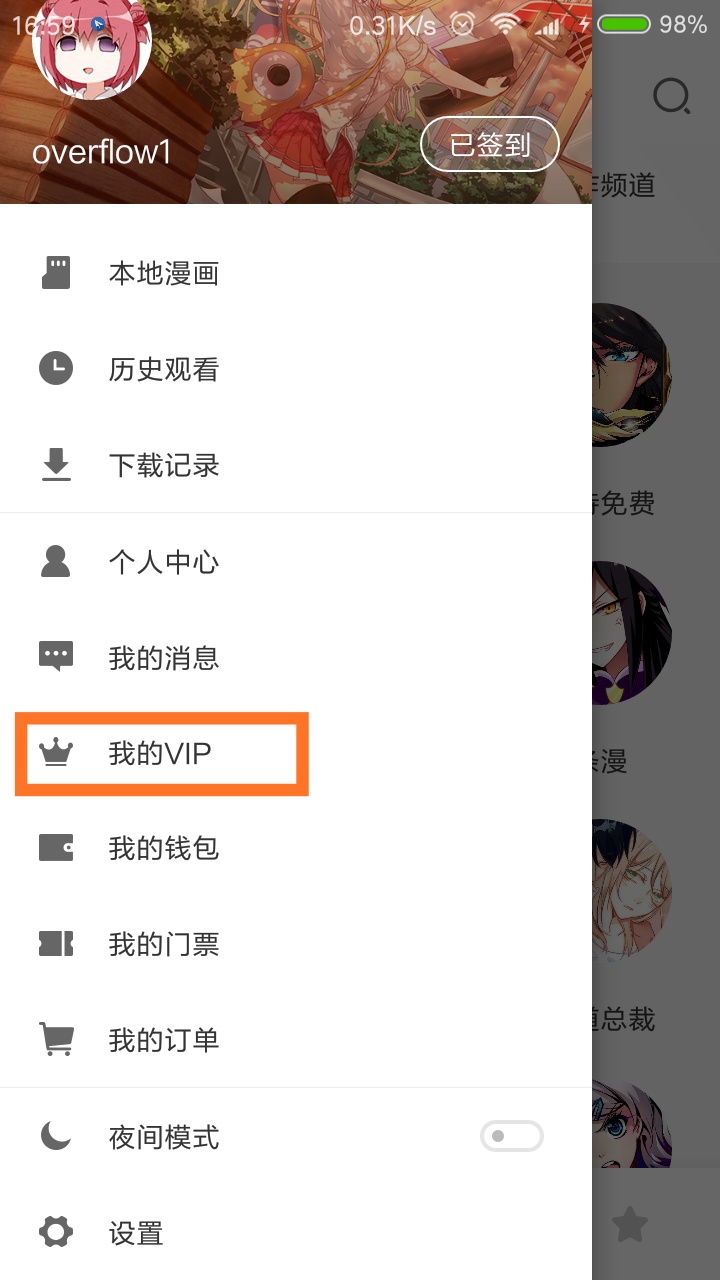 16:59 0.31K/s 98%
overflow1
已签到
频道
本地漫画
历史观看
下载记录
免费
个人中心
我的消息
我的VIP
条漫
我的钱包
我的门票
总裁
我的订单
夜间模式
设置